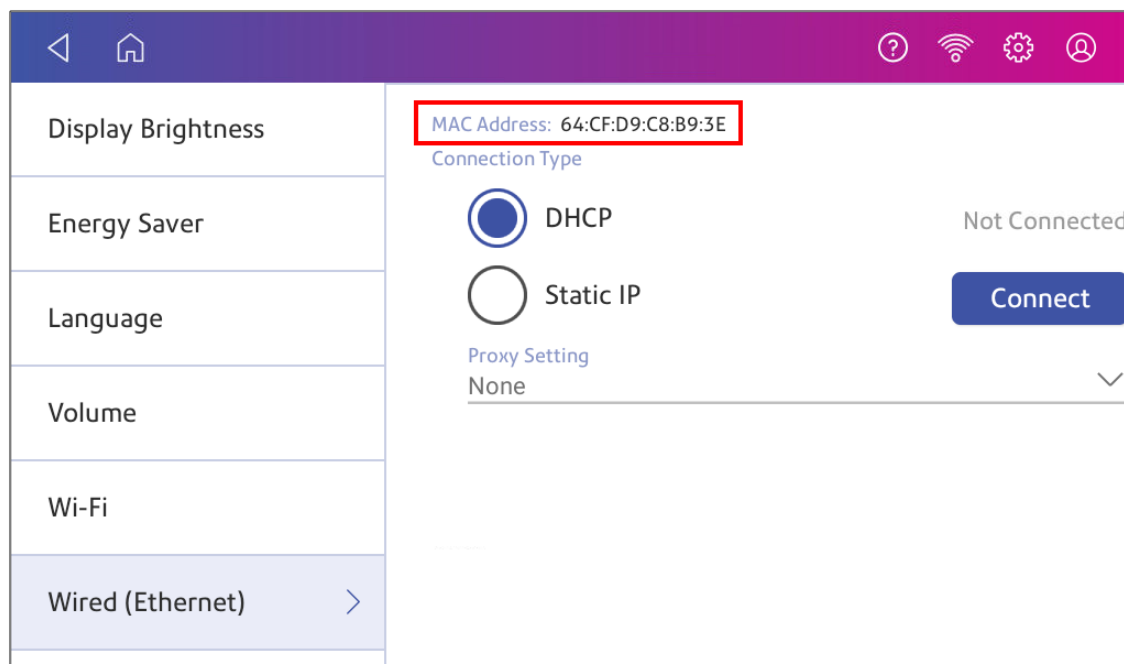 Display Brightness
Energy Saver
Language
Volume
Wi-Fi
Wired (Ethernet)
MAC Address: 64:CF:D9:C8:B9:3E
Connection Type
DHCP
Not Connected
Static IP
Connect
Proxy Setting
None